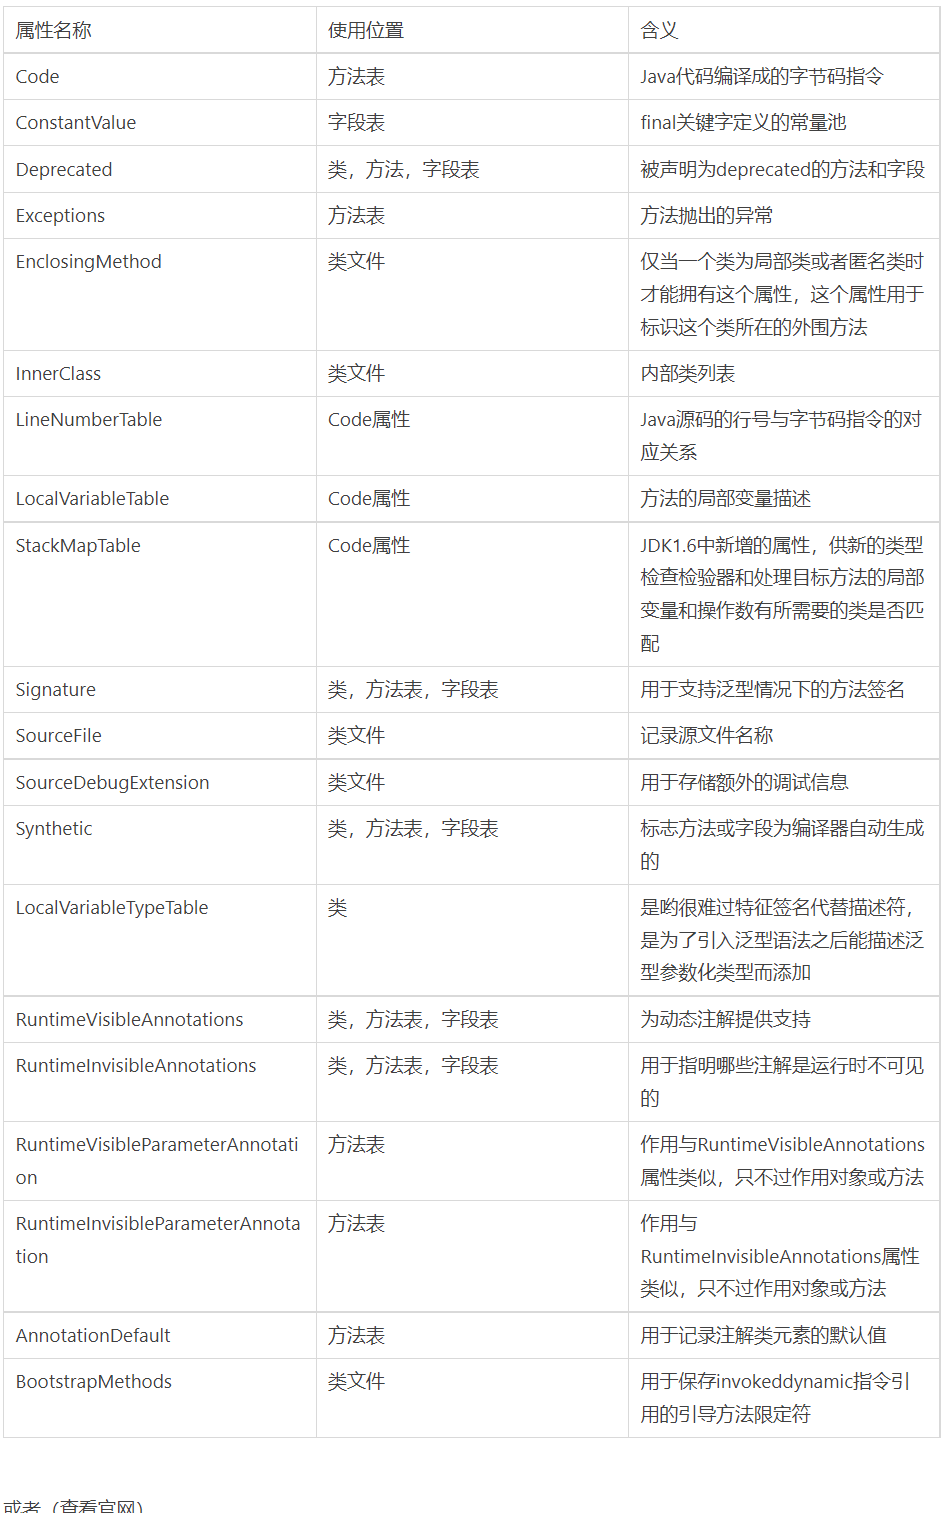 属性名称 使用位置 含义
Code 方法表 Java代码编译成的字节码指令
ConstantValue 字段表 final关键字定义的常量池
Deprecated 类，方法，字段表 被声明为deprecated的方法和字段
Exceptions 方法表 方法抛出的异常
EnclosingMethod 类文件 仅当一个类为局部类或者匿名类时
才能拥有这个属性，这个属性用于
标识这个类所在的外围方法
InnerClass 类文件 内部类列表
LineNumberTable Code属性 Java源码的行号与字节码指令的对
应关系
LocalVariableTable Code属性 方法的局部变量描述
StackMapTable Code属性 JDK1.6中新增的属性，供新的类型
检查检验器和处理目标方法的局部
变量和操作数有所需要的类是否匹
配
Signature 类，方法表，字段表 用于支持泛型情况下的方法签名
SourceFile 类文件 记录源文件名称
SourceDebugExtension 类文件 用于存储额外的调试信息
Synthetic 类，方法表，字段表 标志方法或字段为编译器自动生成
的
LocalVariableTypeTable 类 是哟很难过特征签名代替描述符，
是为了引入泛型语法之后能描述泛
型参数化类型而添加
RuntimeVisibleAnnotations 类，方法表，字段表 为动态注解提供支持
RuntimeInvisibleAnnotations 类，方法表，字段表 用于指明哪些注解是运行时不可见
的
RuntimeVisibleParameterAnnotati 方法表 作用与RuntimeVisibleAnnotations
on 属性类似，只不过作用对象或方法
RuntimeInvisibleParameterAnnota 方法表 作用与
tion RuntimeInvisibleAnnotations属性
类似，只不过作用对象或方法
AnnotationDefault 方法表 用于记录注解类元素的默认值
BootstrapMethods 类文件 用于保存invokeddynamic指令引
用的引导方法限定符
或者（查看官网）